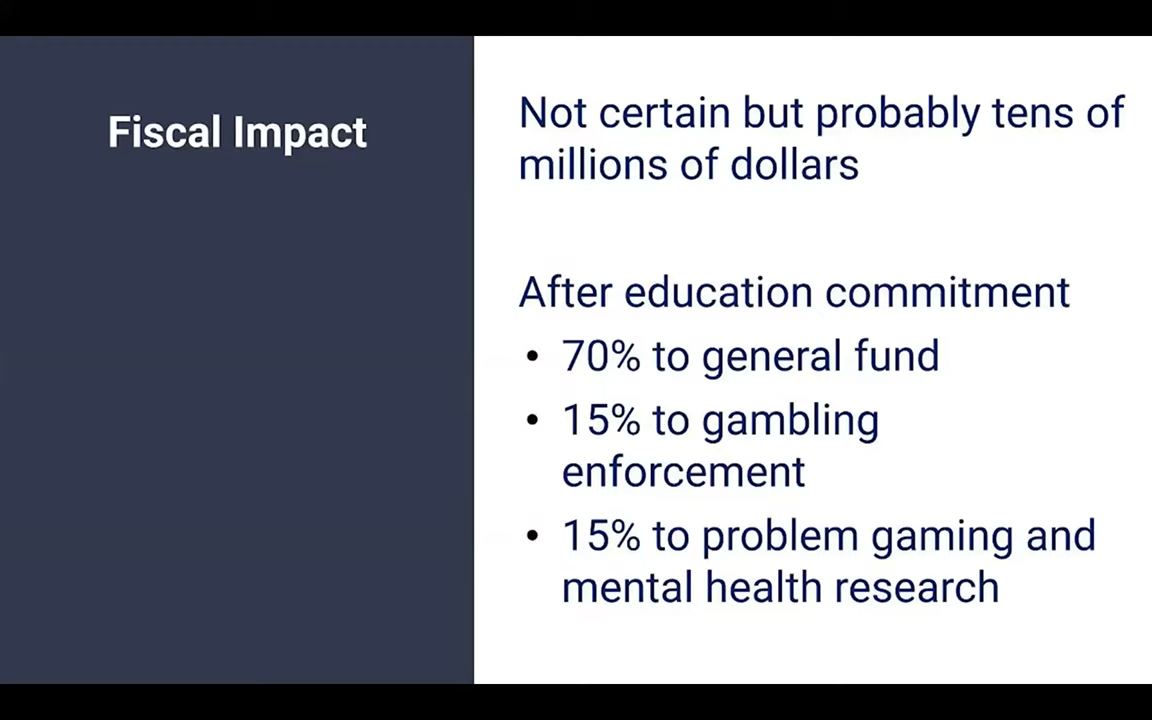 Fiscal Impact
Not certain but probably tens of
millions of dollars
After education commitment
• 70% to general fund
• 15% to gambling
enforcement
• 15% to problem gaming and
mental health research